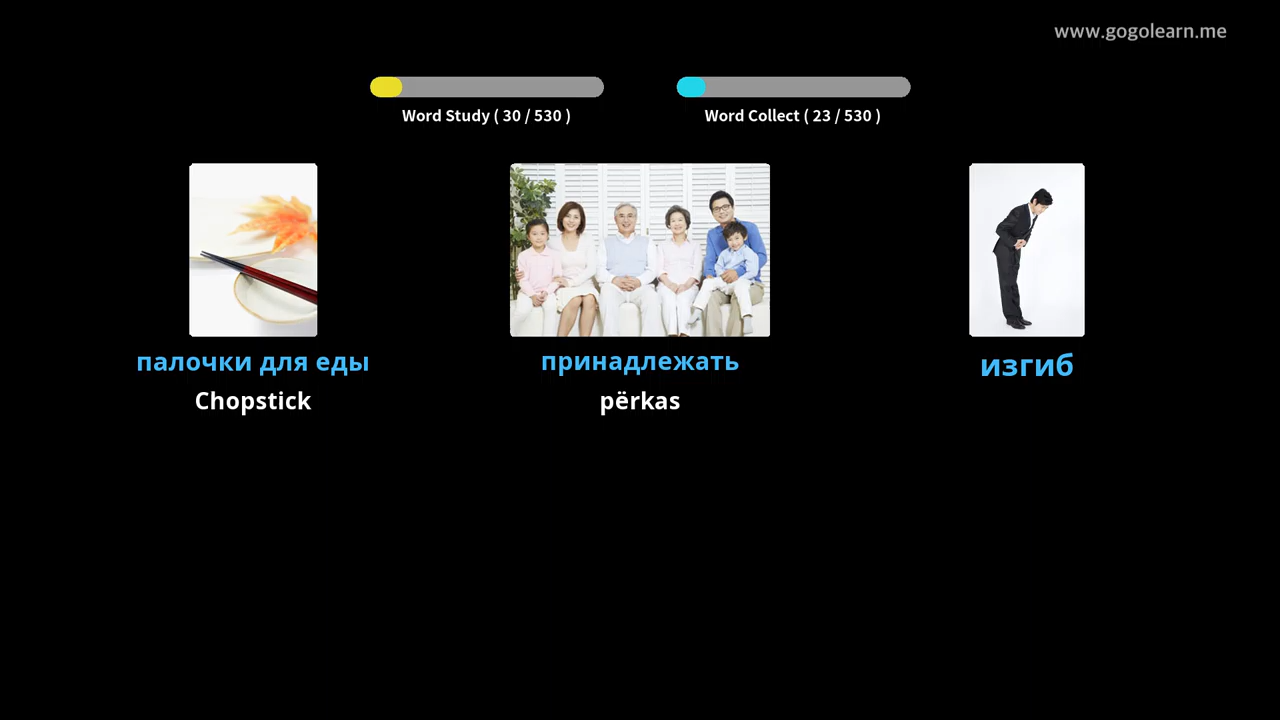 www.gogolearn.me
Word Study ( 30 / 530 )
Word Collect ( 23 / 530 )
палочки для еды
Chopstick
принадлежать
përkas
изгиб